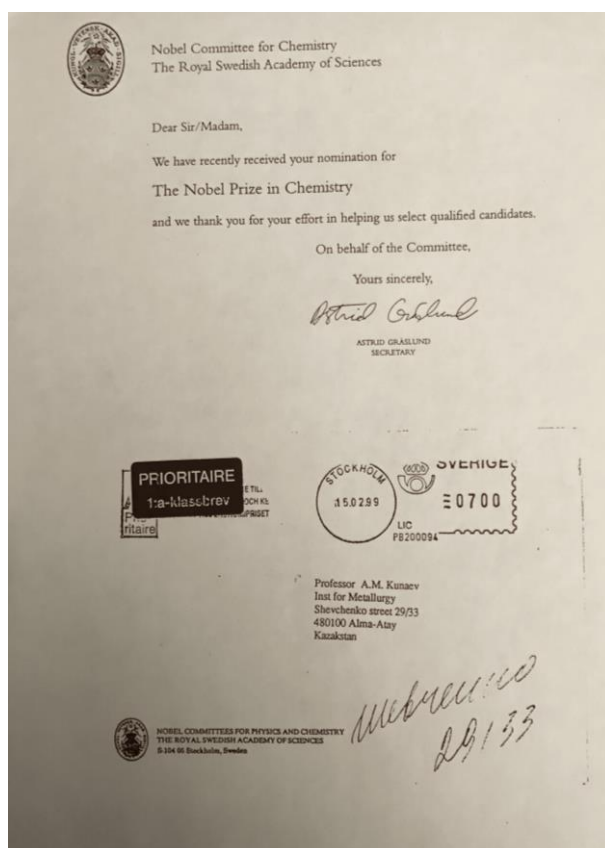 Nobel Committee for Chemistry
The Royal Swedish Academy of Sciences
Dear Sir/Madam,
We have recently received your nomination for
The Nobel Prize in Chemistry
and we thank you for your effort in helping us select qualified candidates.
On behalf of the Committee,
Yours sincerely,
Astrid Gräslund
ASTRID GRÄSLUND
SECRETARY
PRIORITAIRE
1:a-klassbrev
ritaire
STOCKHOLM
15.02.99
SVERIGE
0700
LIC
PB200094
Professor A.M. Kunaev
Inst for Metallurgy
Shevchenko street 29/33
480100 Alma-Atay
Kazakstan
29/33
NOBEL COMMITTEES FOR PHYSICS AND CHEMISTRY
THE ROYAL SWEDISH ACADEMY OF SCIENCES
S-104 05 Stockholm, Sweden